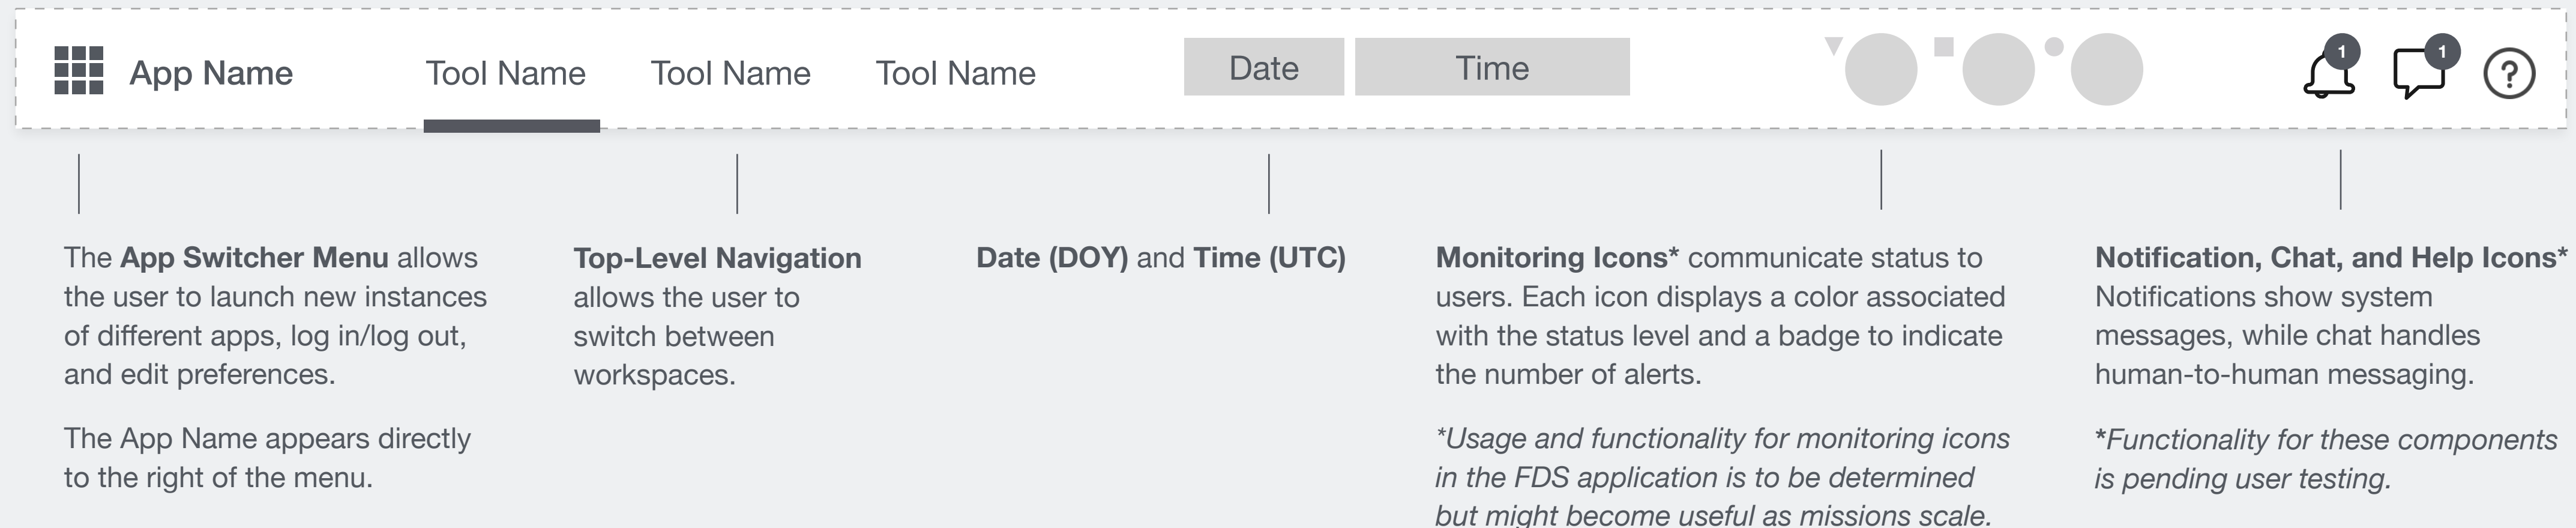 App Name
Tool Name
Tool Name
Tool Name
Date
Time
1
1
?
The App Switcher Menu allows
the user to launch new instances
of different apps, log in/log out,
and edit preferences.
The App Name appears directly
to the right of the menu.
Top-Level Navigation
allows the user to
switch between
workspaces.
Date (DOY) and Time (UTC)
Monitoring Icons* communicate status to
users. Each icon displays a color associated
with the status level and a badge to indicate
the number of alerts.
*Usage and functionality for monitoring icons
in the FDS application is to be determined
but might become useful as missions scale.
Notification, Chat, and Help Icons*
Notifications show system
messages, while chat handles
human-to-human messaging.
*Functionality for these components
is pending user testing.